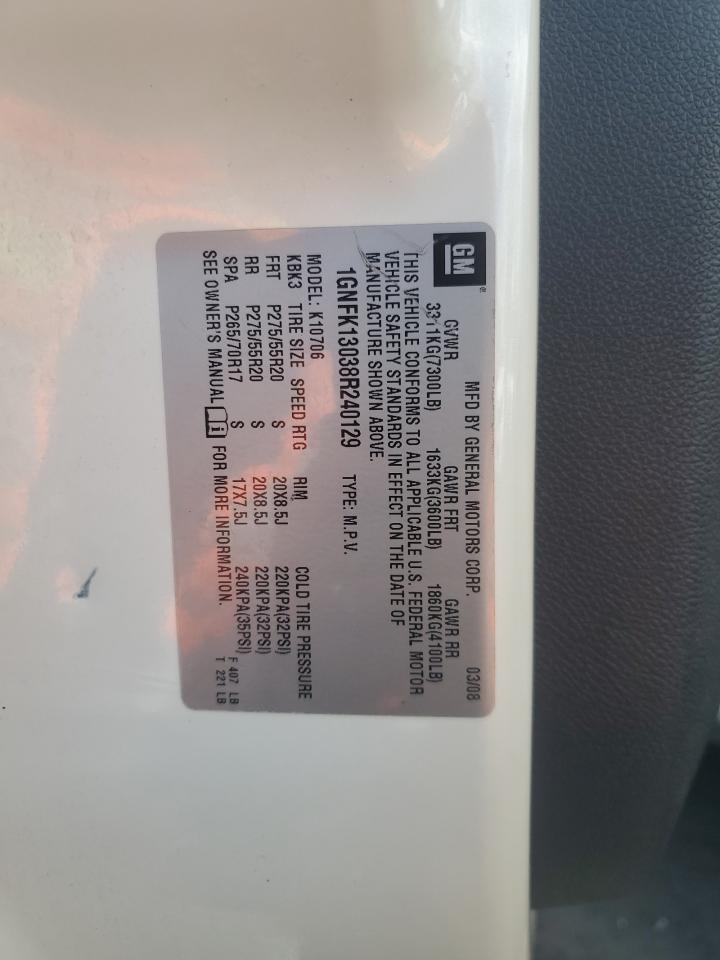 GM ®
MFD BY GENERAL MOTORS CORP. 03/08
GVWR GAWR FRT GAWR RR
3311KG(7300LB) 1633KG(3600LB) 1860KG(4100LB)
THIS VEHICLE CONFORMS TO ALL APPLICABLE U.S. FEDERAL MOTOR
VEHICLE SAFETY STANDARDS IN EFFECT ON THE DATE OF
MANUFACTURE SHOWN ABOVE.
1GNFK13038R240129 TYPE: M.P.V.
MODEL: K10706
KBK3 TIRE SIZE SPEED RTG RIM COLD TIRE PRESSURE
FRT P275/55R20 S 20X8.5J 220KPA(32PSI)
RR P275/55R20 S 20X8.5J 220KPA(32PSI)
SPA P265/70R17 S 17X7.5J 240KPA(35PSI)
SEE OWNER'S MANUAL i FOR MORE INFORMATION.
F 407 LB
T 221 LB